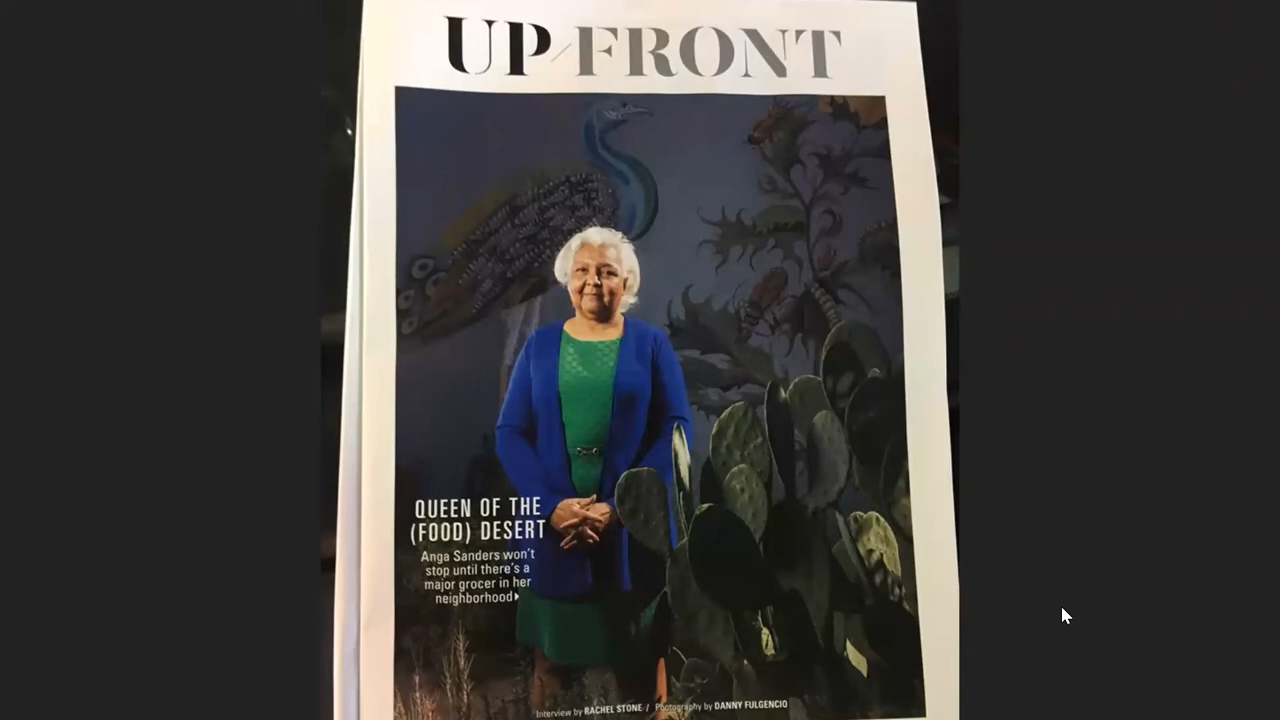 UP/FRONT
QUEEN OF THE
(FOOD) DESERT
Anga Sanders won't
stop until there's a
major grocer in her
neighborhood
Interview by RACHEL STONE / Photography by DANNY FULGENCIO